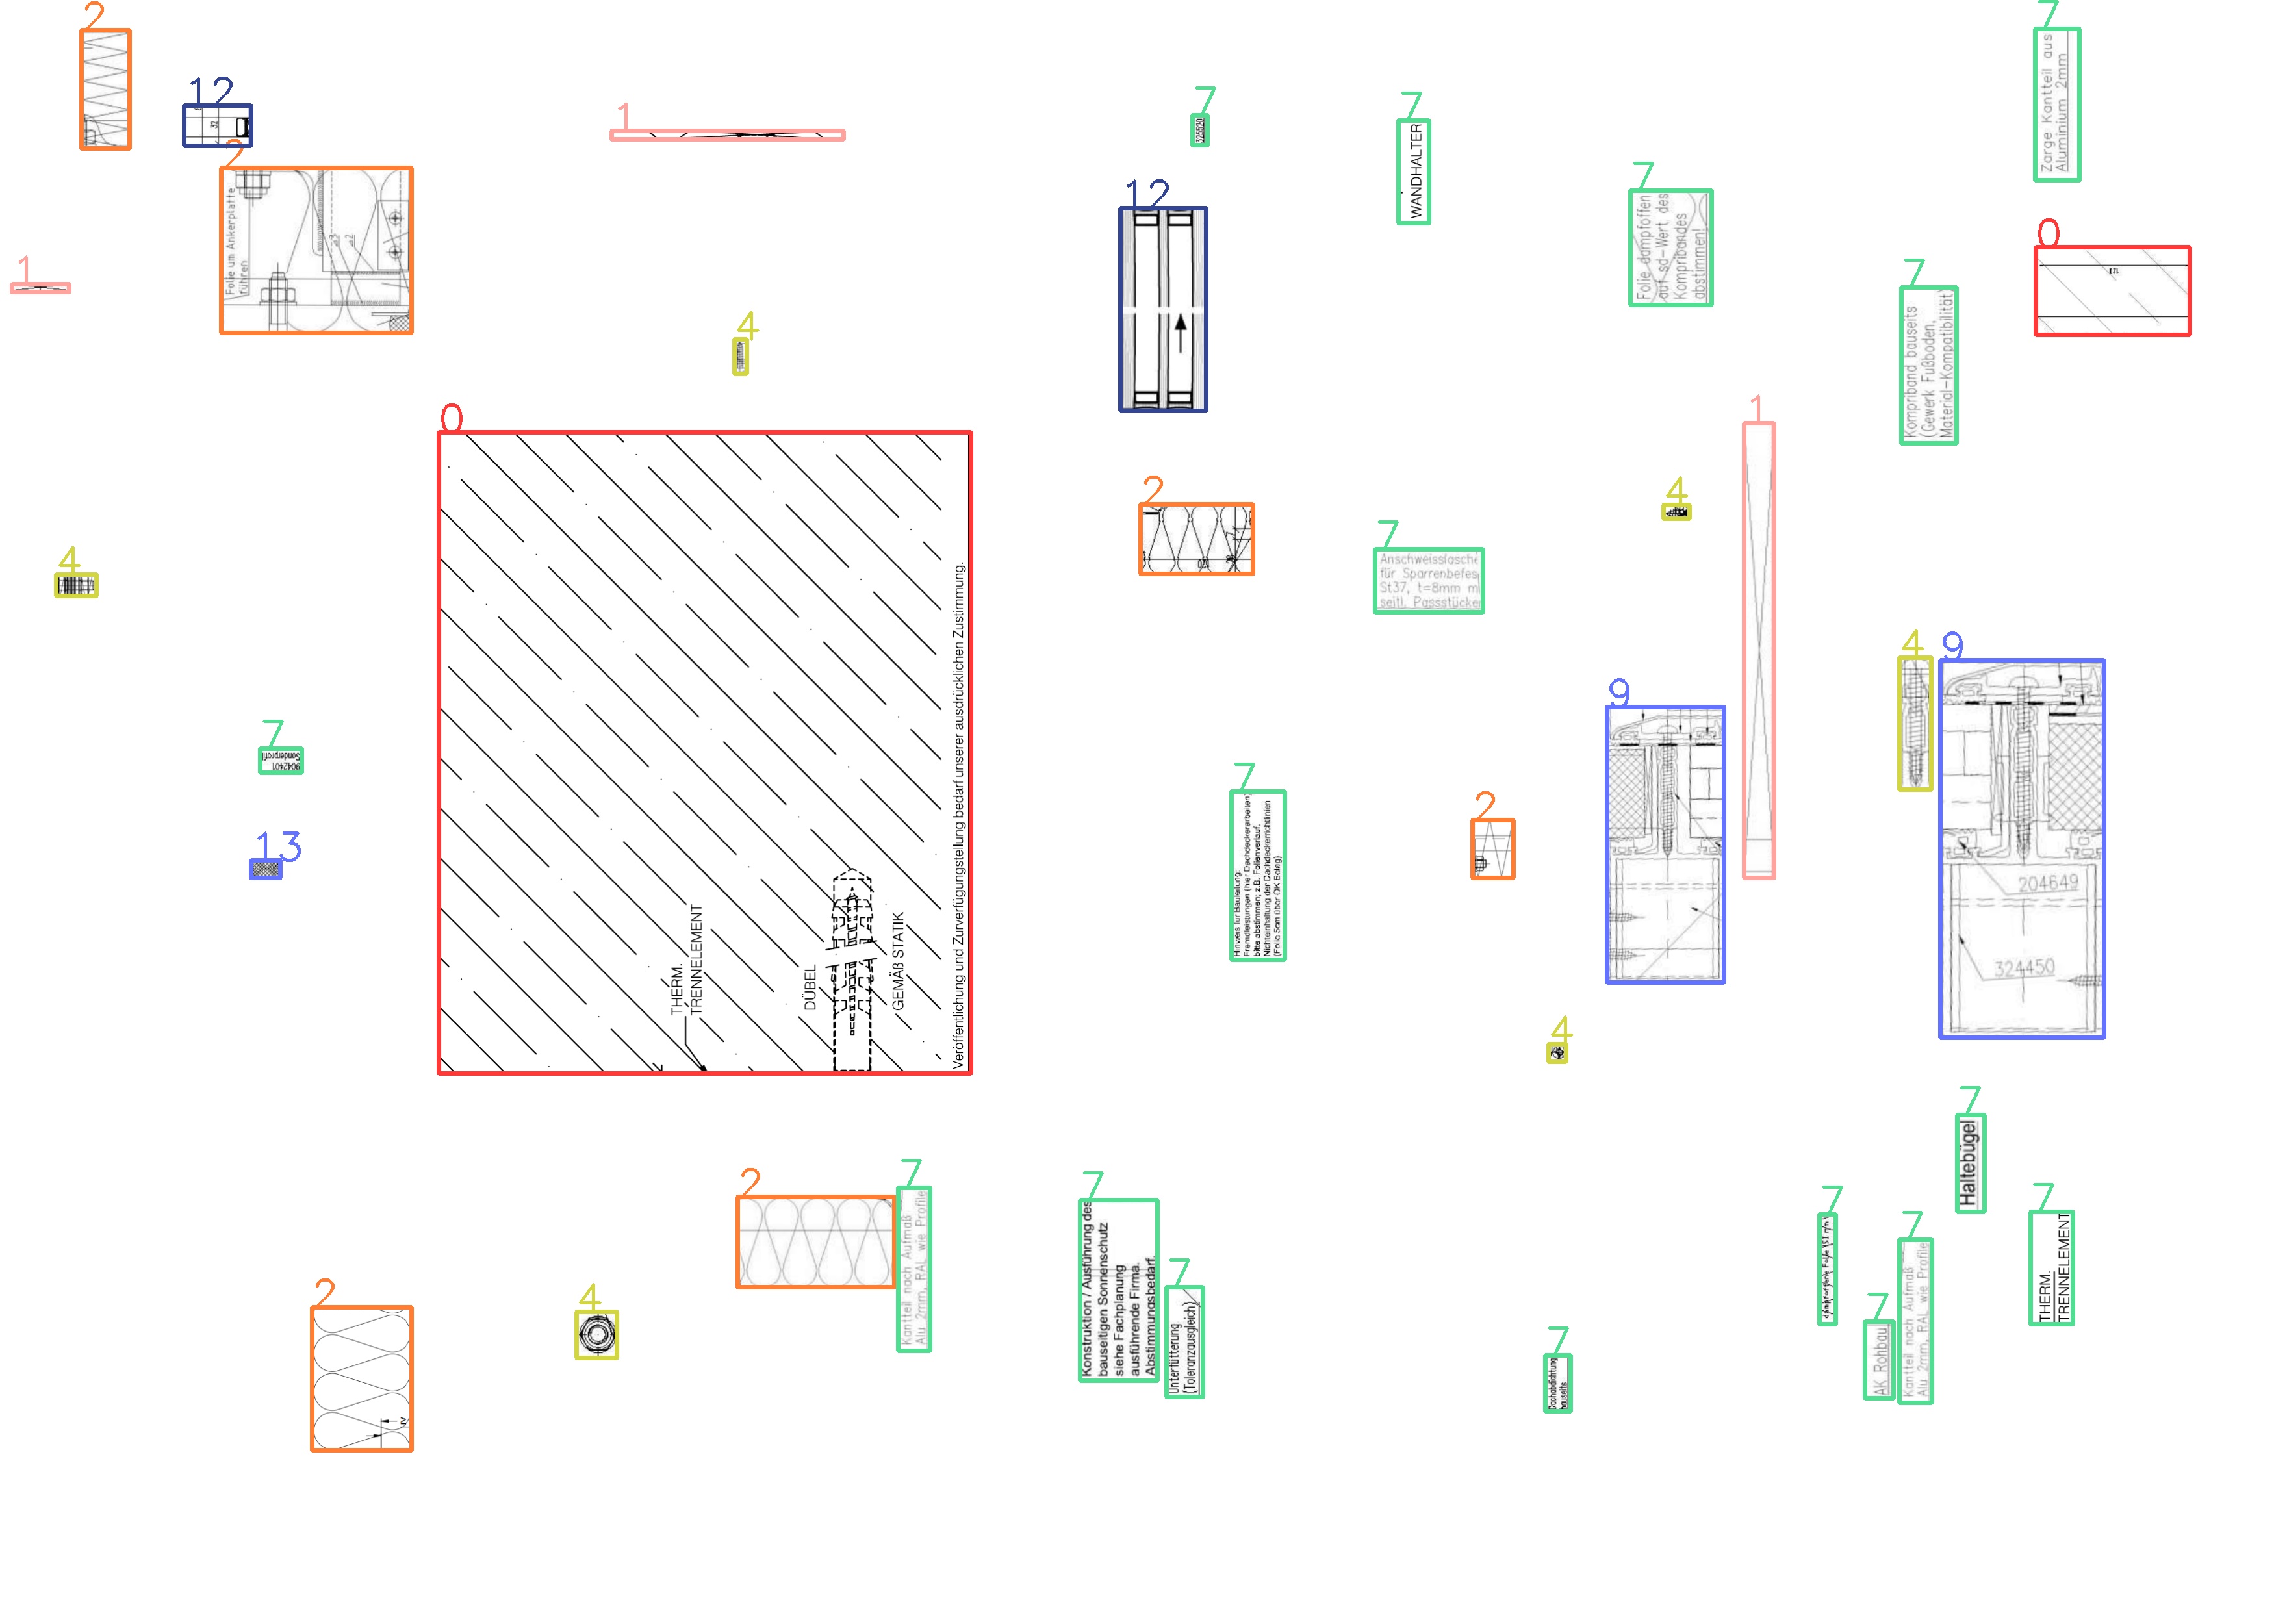 2
12
32
2
Folie um Ankerplatte
führen
1
1
4
7
325520
7
WANDHALTER
12
7
Folie dampfoffen
auf sd-Wert des
Kompribandes
abstimmen!
7
Zarge Kantteil aus
Aluminium 2mm
0
171
7
Kompriband bauseits
(Gewerk Fußboden,
Material-Kompatibilität)
0
THERM.
TRENNELEMENT
DÜBEL
GEMÄß STATIK
Veröffentlichung und Zurverfügungstellung bedarf unserer ausdrücklichen Zustimmung.
4
7
9042401
Sonderprofil
13
2
120
7
Anschweisslasche
für Sparrenbefes
St37, t=8mm m
seitl. Passstücke
4
1
7
Hinweis für Bauleitung:
Fremdleistungen (hier Dachdeckerarbeiten)
bitte abstimmen; z.B. Folienverlauf,
Nichteinhaltung der Dachdeckerrichtlinien
(Folie 5mm über OK Belag)
2
9
4
9
204649
324450
4
2
4
2
7
Kantteil nach Aufmaß
Alu 2mm, RAL wie Profile
7
Konstruktion / Ausführung des
bauseitigen Sonnenschutz
siehe Fachplanung
ausführende Firma.
Abstimmungsbedarf.
7
Unterfütterung
(Toleranzausgleich)
7
Dachabdichtung
bauseits
7
7
AK Rohbau
7
Kantteil nach Aufmaß
Alu 2mm, RAL wie Profile
7
Haltebügel
7
THERM.
TRENNELEMENT